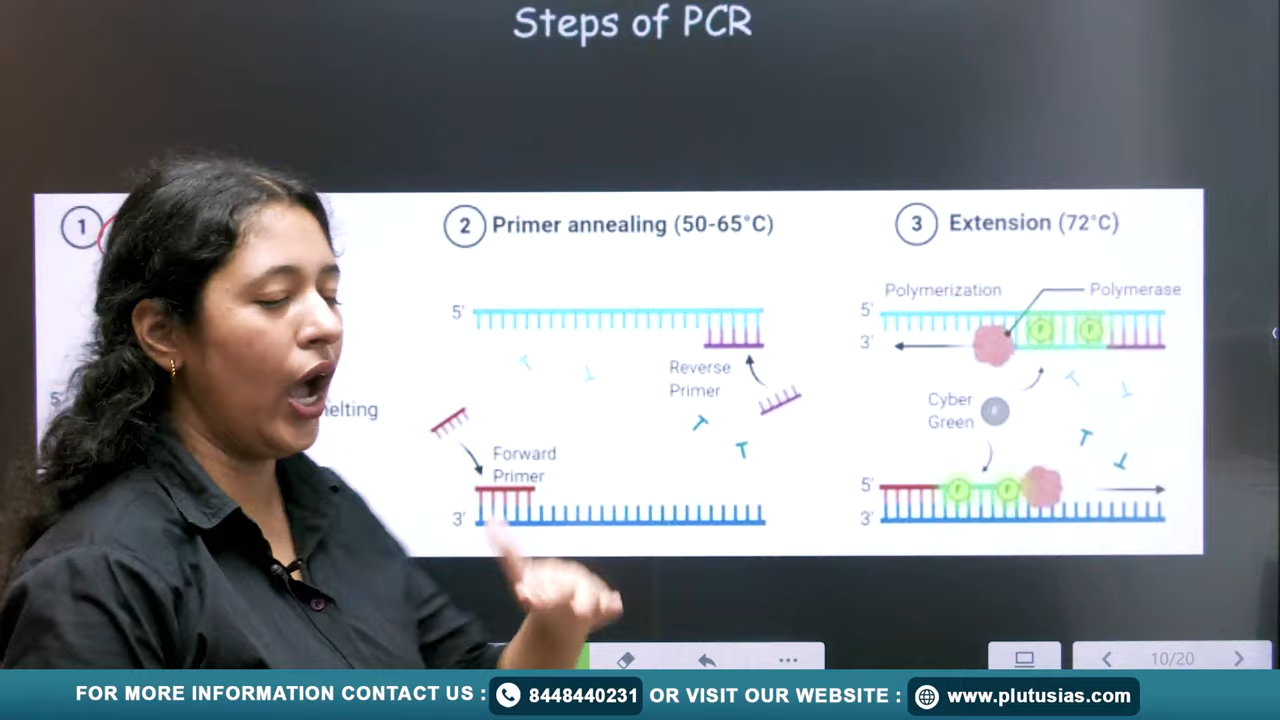 Steps of PCR
1
2 Primer annealing (50-65°C)
3 Extension (72°C)
5'
Reverse
Primer
Forward
Primer
3'
Polymerization
Polymerase
5'
3'
Cyber
Green
5'
3'
5'
elting
10/20
FOR MORE INFORMATION CONTACT US : 8448440231 OR VISIT OUR WEBSITE : www.plutusias.com